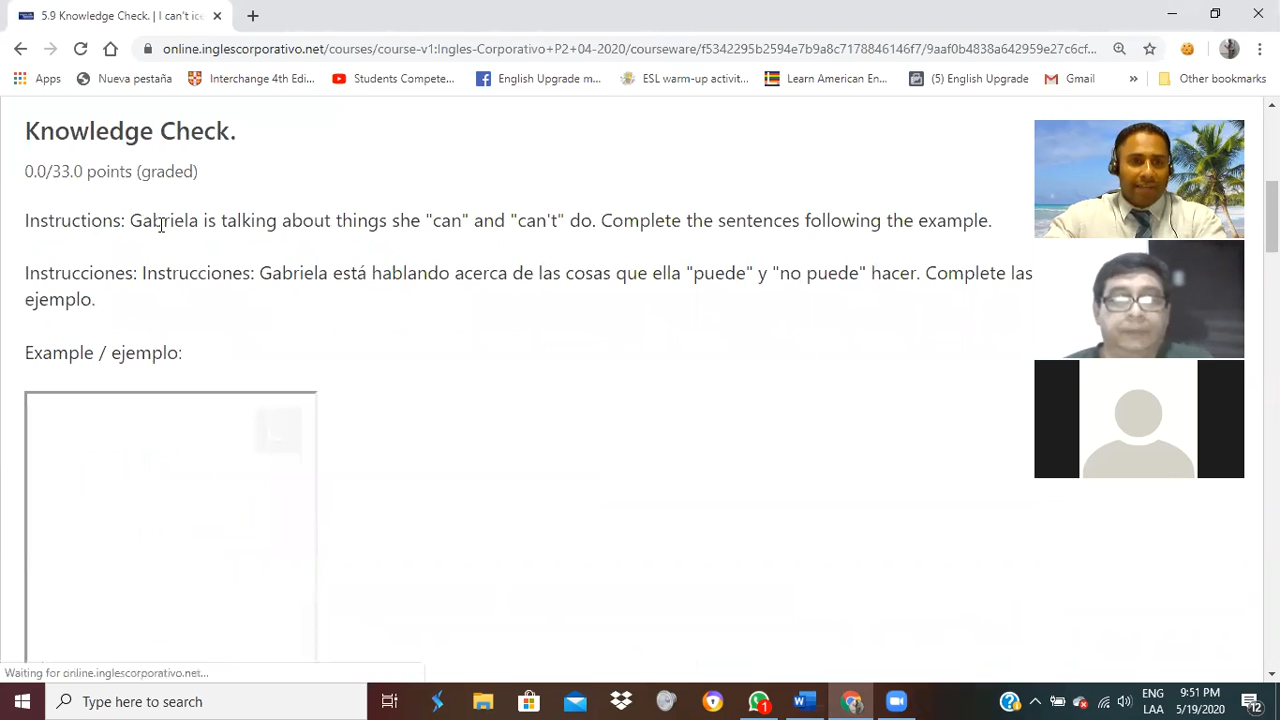 5.9 Knowledge Check. | I can't ice
online.inglescorporativo.net/courses/course-v1:Ingles-Corporativo+P2+04-2020/courseware/f5342295b2594e7b9a8c7178846146f7/9aaf0b4838a642959e27c6cf...
Apps Nueva pestaña Interchange 4th Edi... Students Compete... English Upgrade m... ESL warm-up activit... Learn American En... (5) English Upgrade Gmail » Other bookmarks
Knowledge Check.
0.0/33.0 points (graded)
Instructions: Gabriela is talking about things she "can" and "can't" do. Complete the sentences following the example.
Instrucciones: Instrucciones: Gabriela está hablando acerca de las cosas que ella "puede" y "no puede" hacer. Complete las
ejemplo.
Example / ejemplo:
Waiting for online.inglescorporativo.net...
Type here to search
1
ENG
LAA
9:51 PM
5/19/2020
12